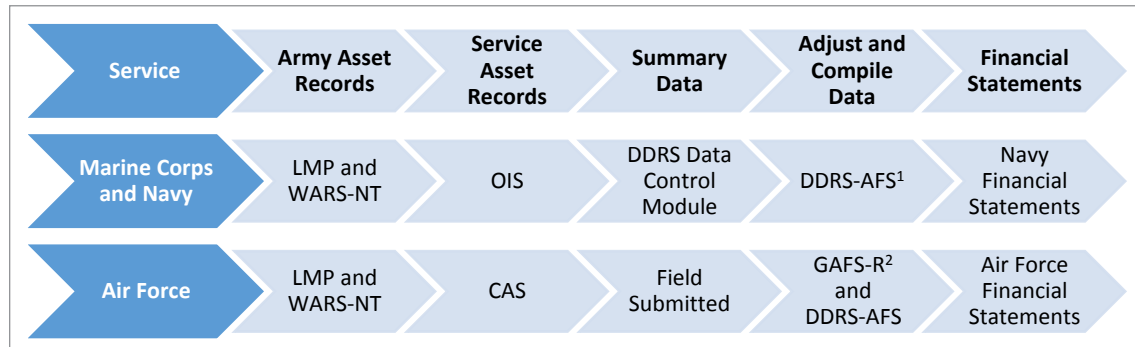 Service
Army Asset
Records
Service
Asset
Records
Summary
Data
Adjust and
Compile
Data
Financial
Statements
Marine Corps
and Navy
LMP and
WARS-NT
OIS
DDRS Data
Control
Module
DDRS-AFS¹
Navy
Financial
Statements
Air Force
LMP and
WARS-NT
CAS
Field
Submitted
GAFS-R²
and
DDRS-AFS
Air Force
Financial
Statements